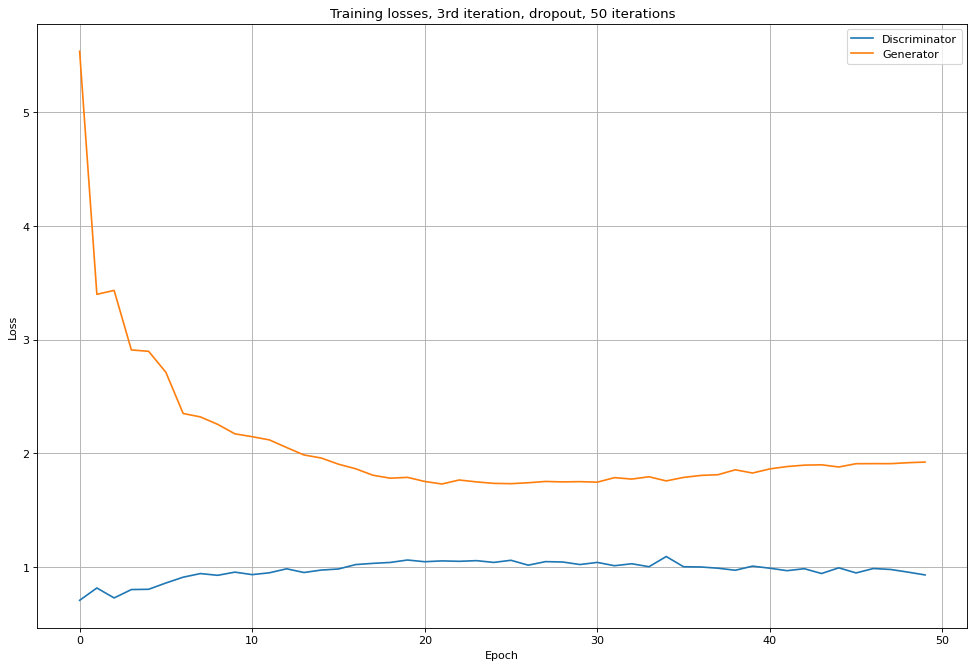 Training losses, 3rd iteration, dropout, 50 iterations
Discriminator
Generator
5
4
3
2
1
Loss
0 10 20 30 40 50
Epoch